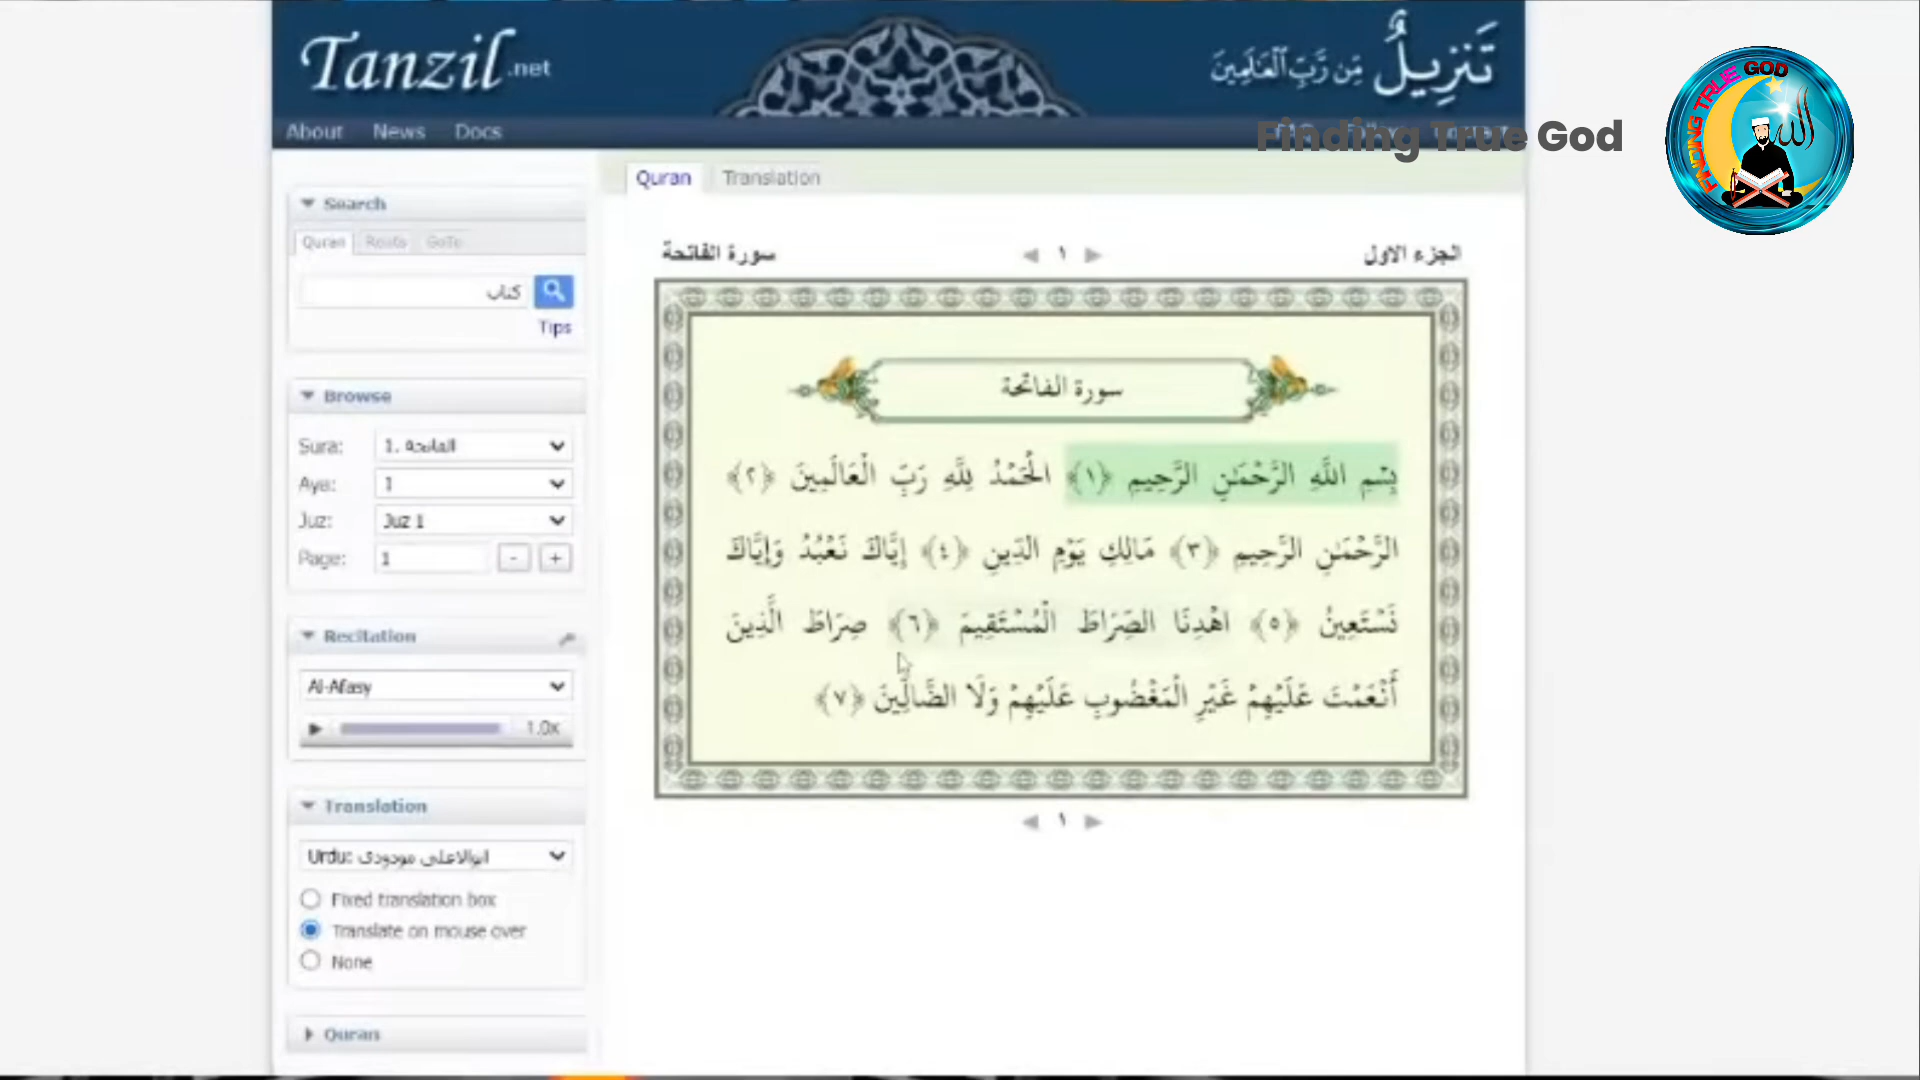 Tanzil.net
تَنزِيلٌ مِّن رَّبِّ الْعَالَمِينَ
About News Docs
Finding True God
FINDING TRUE GOD
Quran Translation
Search
Quran Roots GoTo
كتاب
Tips
Browse
Sura: 1. الفاتحة
Aya: 1
Juz: Juz 1
Page: 1 - +
Recitation
Al-Afasy
1.0x
Translation
Urdu: ابوالاعلی مودودی
Fixed translation box
Translate on mouse over
None
Quran
الجزء الاول ١ سورة الفاتحة
سورة الفاتحة
بِسْمِ اللَّهِ الرَّحْمَٰنِ الرَّحِيمِ ﴿١﴾ الْحَمْدُ لِلَّهِ رَبِّ الْعَالَمِينَ ﴿٢﴾
الرَّحْمَٰنِ الرَّحِيمِ ﴿٣﴾ مَالِكِ يَوْمِ الدِّينِ ﴿٤﴾ إِيَّاكَ نَعْبُدُ وَإِيَّاكَ
نَسْتَعِينُ ﴿٥﴾ اهْدِنَا الصِّرَاطَ الْمُسْتَقِيمَ ﴿٦﴾ صِرَاطَ الَّذِينَ
أَنْعَمْتَ عَلَيْهِمْ غَيْرِ الْمَغْضُوبِ عَلَيْهِمْ وَلَا الضَّالِّينَ ﴿٧﴾
١